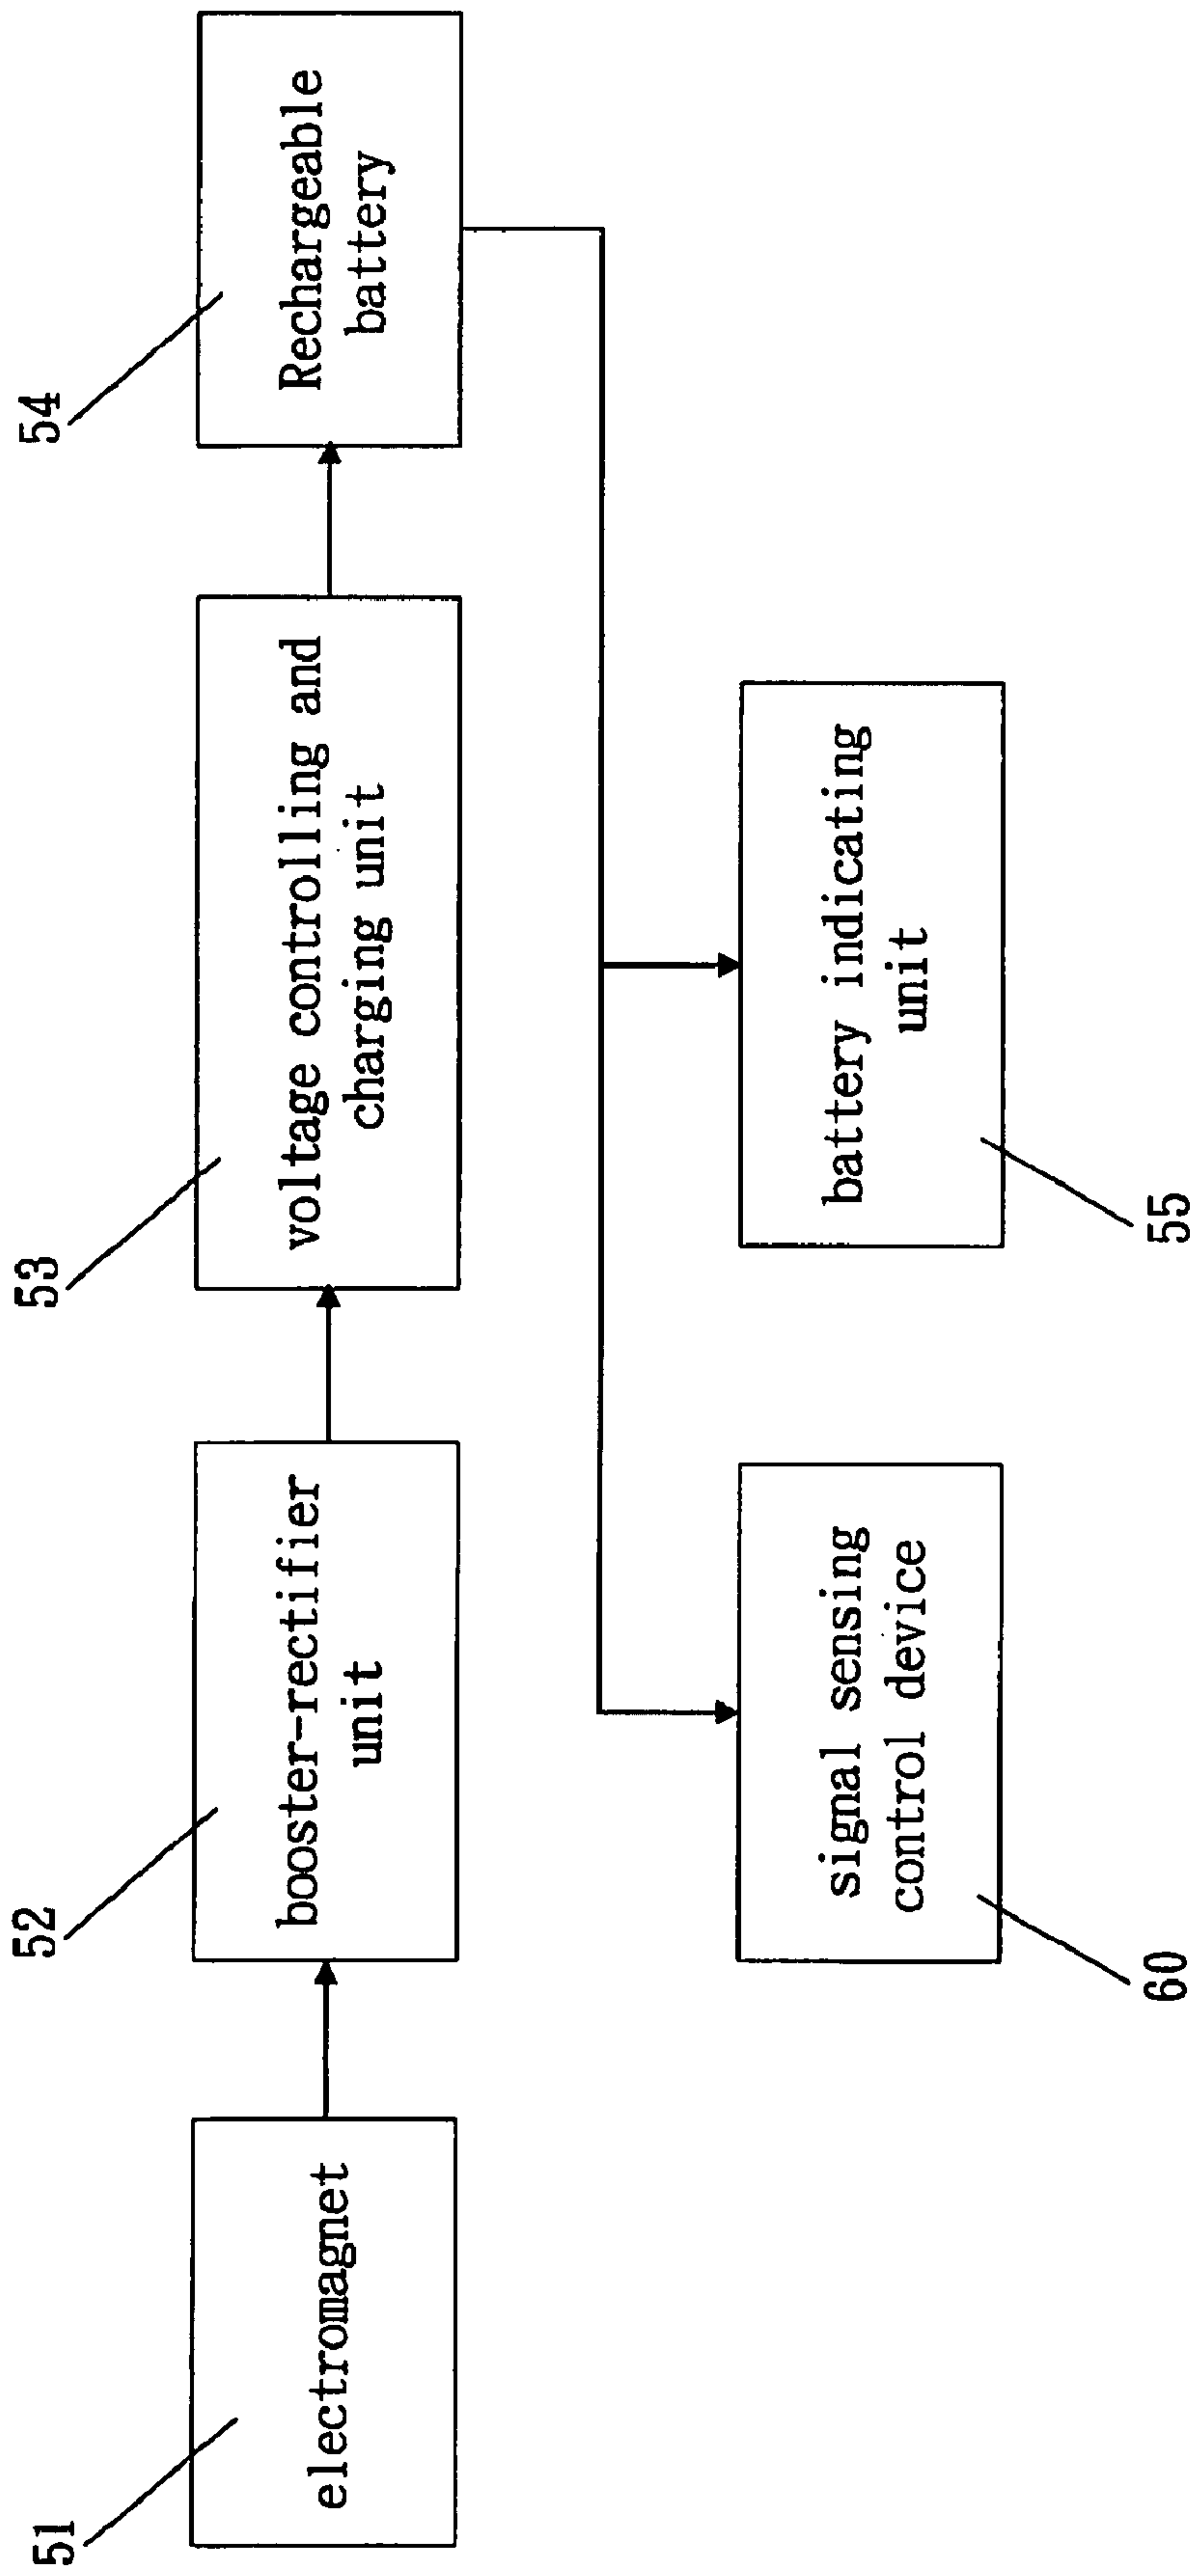 51
electromagnet
52
booster-rectifier
unit
53
voltage controlling and
charging unit
54
Rechargeable
battery
signal sensing
control device
60
battery indicating
unit
55